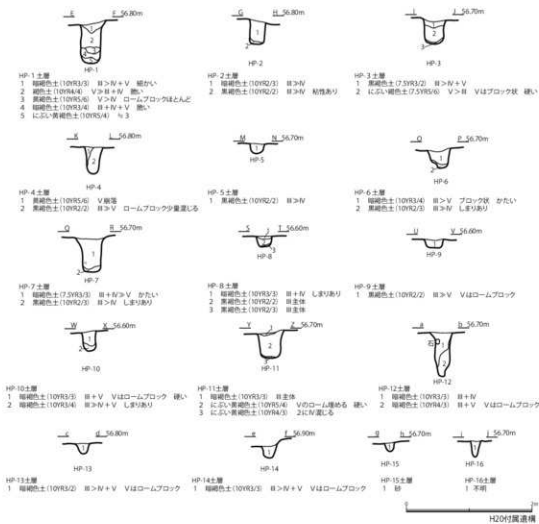 E F 56.80m
G H 56.80m
I J 56.70m
HP-1
HP-2
HP-3
HP-1土層
1 暗褐色土(10YR3/3) Ⅲ>Ⅳ+Ⅴ 細かい
2 褐色土(10YR4/4) Ⅴ≫Ⅲ+Ⅳ 脆い
3 黄褐色土(10YR5/6) Ⅴ>Ⅳ ロームブロックほとんど
4 暗褐色土(10YR3/4) Ⅲ+Ⅳ+Ⅴ 脆い
5 にぶい黄褐色土(10YR5/4) ≒3
HP-2土層
1 暗褐色土(10YR2/3) Ⅲ≫Ⅳ
2 黒褐色土(10YR2/2) Ⅲ≫Ⅳ 粘性あり
HP-3土層
1 黒褐色土(7.5YR3/2) Ⅲ>Ⅳ+Ⅴ
2 にぶい褐色土(7.5YR5/6) Ⅴ>Ⅲ Ⅴはブロック状 硬い
K L 56.80m
M N 56.70m
O P 56.70m
HP-4
HP-5
HP-6
HP-4土層
1 黄褐色土(10YR5/6) Ⅴ崩落
2 黒褐色土(10YR2/2) Ⅲ≫Ⅴ ロームブロック少量混じる
HP-5土層
1 黒褐色土(10YR2/2) Ⅲ≫Ⅳ
HP-6土層
1 暗褐色土(10YR3/4) Ⅲ>Ⅴ ブロック状 かたい
2 黒褐色土(10YR2/3) Ⅲ≫Ⅳ しまりあり
Q R 56.70m
S T 56.60m
U V 56.60m
HP-7
HP-8
HP-9
HP-7土層
1 暗褐色土(7.5YR3/3) Ⅲ+Ⅳ≫Ⅴ かたい
2 黒褐色土(10YR2/3) Ⅲ>Ⅳ しまりあり
HP-8土層
1 暗褐色土(10YR3/3) Ⅲ+Ⅳ しまりあり
2 黒褐色土(10YR2/2) Ⅲ主体
3 黒褐色土(10YR2/3) Ⅲ主体
HP-9土層
1 黒褐色土(10YR2/2) Ⅲ≫Ⅴ Ⅴはロームブロック
W X 56.60m
Y Z 56.70m
a b 56.70m
石
HP-10
HP-11
HP-12
HP-10土層
1 暗褐色土(10YR3/3) Ⅲ+Ⅴ Ⅴはロームブロック 硬い
2 暗褐色土(10YR4/4) Ⅲ≫Ⅳ+Ⅴ しまりあり
HP-11土層
1 暗褐色土(10YR3/3) Ⅲ主体
2 にぶい黄褐色土(10YR5/4) Ⅴのローム埋める 硬い
3 にぶい黄褐色土(10YR4/3) 2にⅣ混じる
HP-12土層
1 暗褐色土(10YR3/3) Ⅲ+Ⅳ
2 暗褐色土(10YR4/3) Ⅲ+Ⅴ Ⅴはロームブロック
c d 56.80m
e f 56.90m
g h 56.70m
i j 56.70m
HP-13
HP-14
HP-15
HP-16
HP-13土層
1 暗褐色土(10YR3/2) Ⅲ>Ⅳ+Ⅴ Ⅴはロームブロック
HP-14土層
1 暗褐色土(10YR3/3) Ⅲ>Ⅳ+Ⅴ Ⅴはロームブロック
HP-15土層
1 砂
HP-16土層
1 不明
0 2m
H20付属遺構